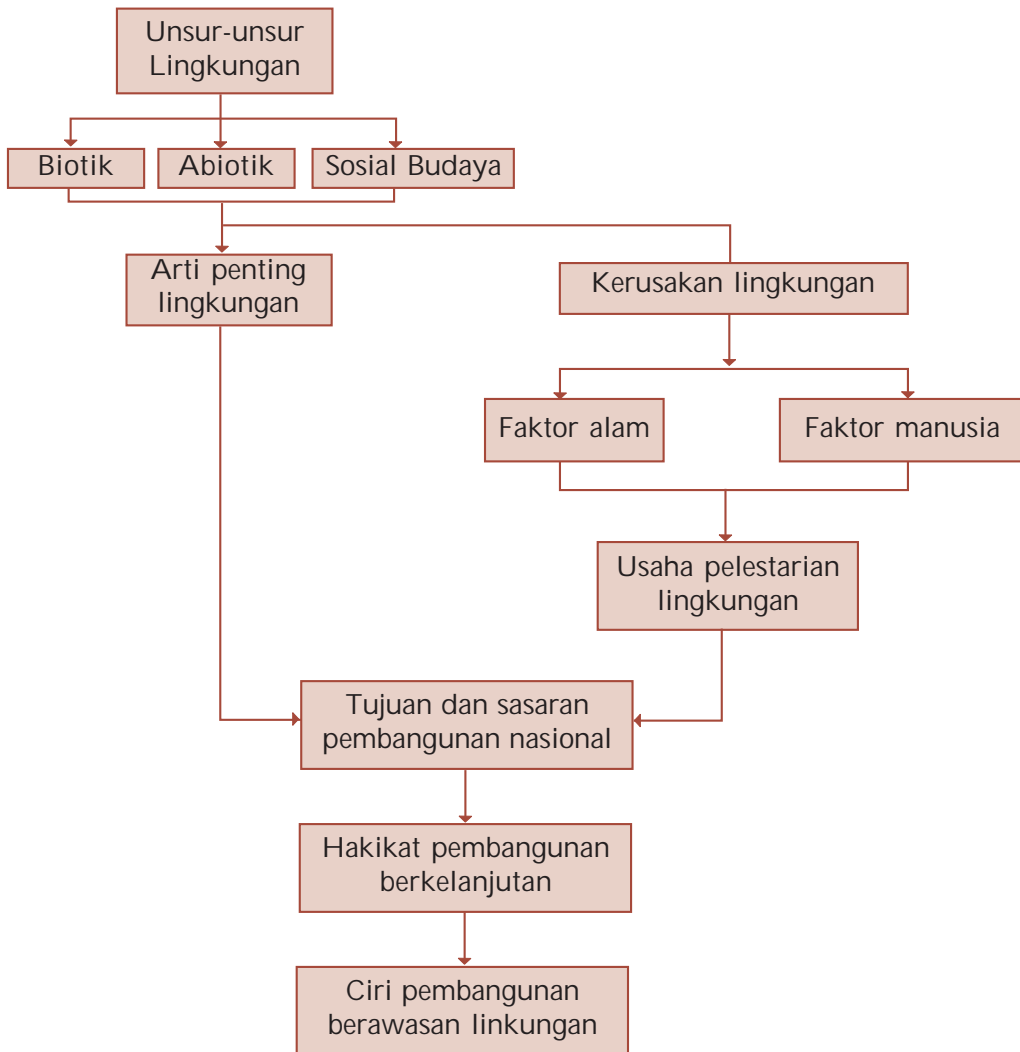 Unsur-unsur
Lingkungan
Biotik
Abiotik
Sosial Budaya
Arti penting
lingkungan
Kerusakan lingkungan
Faktor alam
Faktor manusia
Usaha pelestarian
lingkungan
Tujuan dan sasaran
pembangunan nasional
Hakikat pembangunan
berkelanjutan
Ciri pembangunan
berawasan linkungan